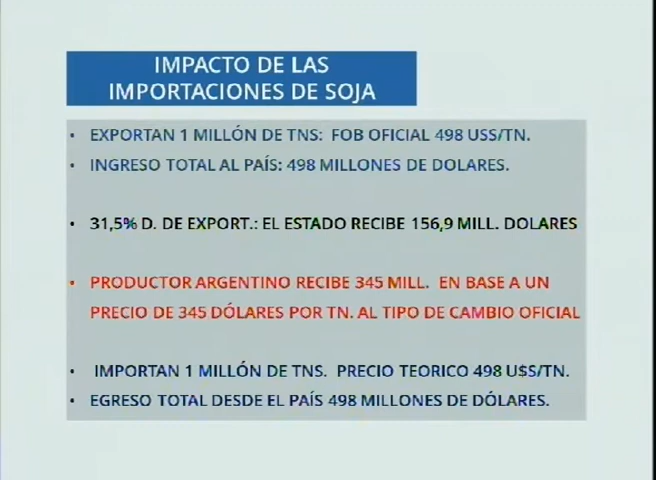 IMPACTO DE LAS
IMPORTACIONES DE SOJA
• EXPORTAN 1 MILLÓN DE TNS: FOB OFICIAL 498 USS/TN.
• INGRESO TOTAL AL PAÍS: 498 MILLONES DE DOLARES.
• 31,5% D. DE EXPORT.: EL ESTADO RECIBE 156,9 MILL. DOLARES
• PRODUCTOR ARGENTINO RECIBE 345 MILL. EN BASE A UN
PRECIO DE 345 DÓLARES POR TN. AL TIPO DE CAMBIO OFICIAL
• IMPORTAN 1 MILLÓN DE TNS. PRECIO TEORICO 498 U$S/TN.
• EGRESO TOTAL DESDE EL PAÍS 498 MILLONES DE DÓLARES.